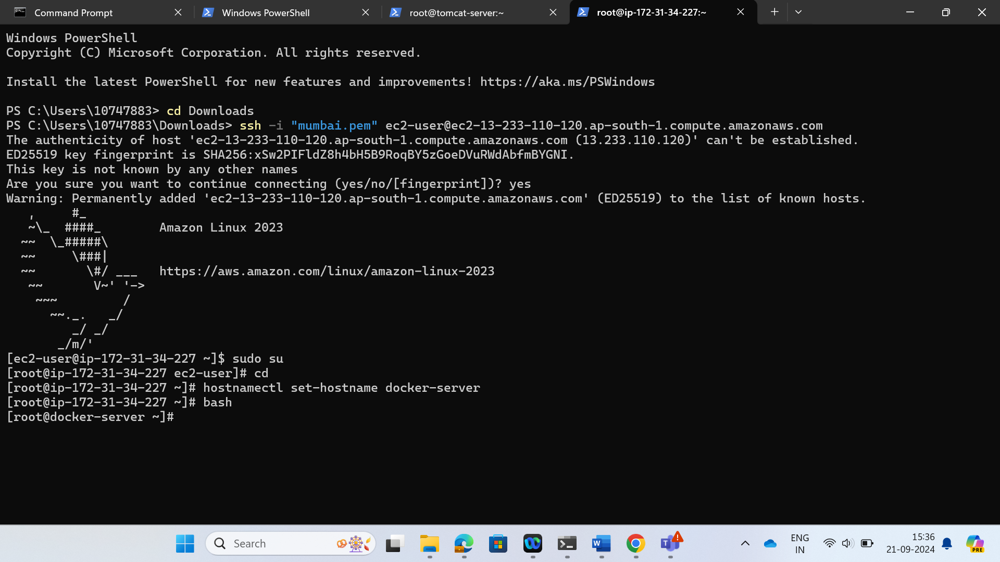 Command Prompt
Windows PowerShell
root@tomcat-server:~
root@ip-172-31-34-227:~
Windows PowerShell
Copyright (C) Microsoft Corporation. All rights reserved.
Install the latest PowerShell for new features and improvements! https://aka.ms/PSWindows
PS C:\Users\10747883> cd Downloads
PS C:\Users\10747883\Downloads> ssh -i "mumbai.pem" ec2-user@ec2-13-233-110-120.ap-south-1.compute.amazonaws.com
The authenticity of host 'ec2-13-233-110-120.ap-south-1.compute.amazonaws.com (13.233.110.120)' can't be established.
ED25519 key fingerprint is SHA256:xSw2PIFldZ8h4bH5B9RoqBY5zGoeDVuRWdAbfmBYGNI.
This key is not known by any other names
Are you sure you want to continue connecting (yes/no/[fingerprint])? yes
Warning: Permanently added 'ec2-13-233-110-120.ap-south-1.compute.amazonaws.com' (ED25519) to the list of known hosts.
   ,     #_
   ~\_  ####_        Amazon Linux 2023
  ~~  \_#####\
  ~~     \###|
  ~~       \#/ ___   https://aws.amazon.com/linux/amazon-linux-2023
   ~~       V~' '->
    ~~~         /
      ~~._.   _/
         _/ _/
       _/m/'
[ec2-user@ip-172-31-34-227 ~]$ sudo su
[root@ip-172-31-34-227 ec2-user]# cd
[root@ip-172-31-34-227 ~]# hostnamectl set-hostname docker-server
[root@ip-172-31-34-227 ~]# bash
[root@docker-server ~]#
Search
ENG
IN
15:36
21-09-2024
PRE